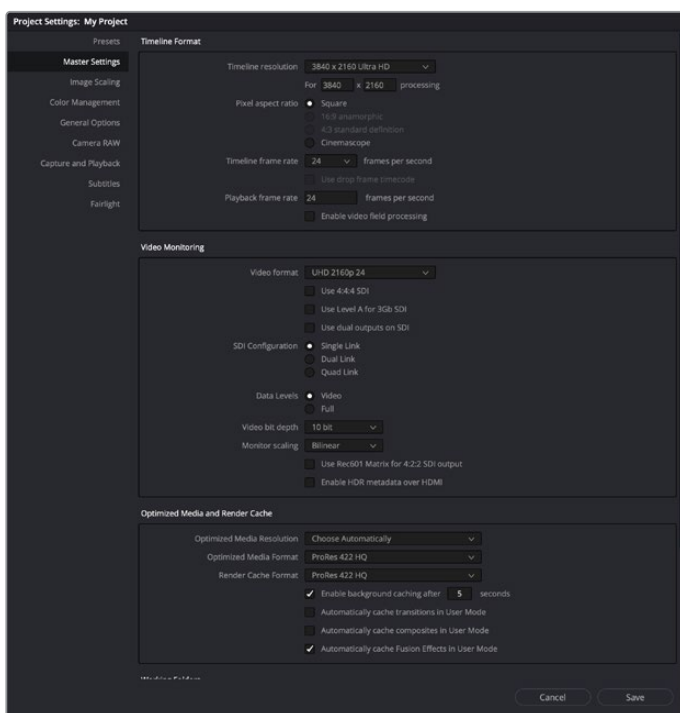 Project Settings: My Project
Presets
Master Settings
Image Scaling
Color Management
General Options
Camera RAW
Capture and Playback
Subtitles
Fairlight
Timeline Format
Timeline resolution 3840 x 2160 Ultra HD
For 3840 x 2160 processing
Pixel aspect ratio Square
16:9 anamorphic
4:3 standard definition
Cinemascope
Timeline frame rate 24 frames per second
Use drop frame timecode
Playback frame rate 24 frames per second
Enable video field processing
Video Monitoring
Video format UHD 2160p 24
Use 4:4:4 SDI
Use Level A for 3Gb SDI
Use dual outputs on SDI
SDI Configuration Single Link
Dual Link
Quad Link
Data Levels Video
Full
Video bit depth 10 bit
Monitor scaling Bilinear
Use Rec601 Matrix for 4:2:2 SDI output
Enable HDR metadata over HDMI
Optimized Media and Render Cache
Optimized Media Resolution Choose Automatically
Optimized Media Format ProRes 422 HQ
Render Cache Format ProRes 422 HQ
Enable background caching after 5 seconds
Automatically cache transitions in User Mode
Automatically cache composites in User Mode
Automatically cache Fusion Effects in User Mode
Working Folders
Cancel Save